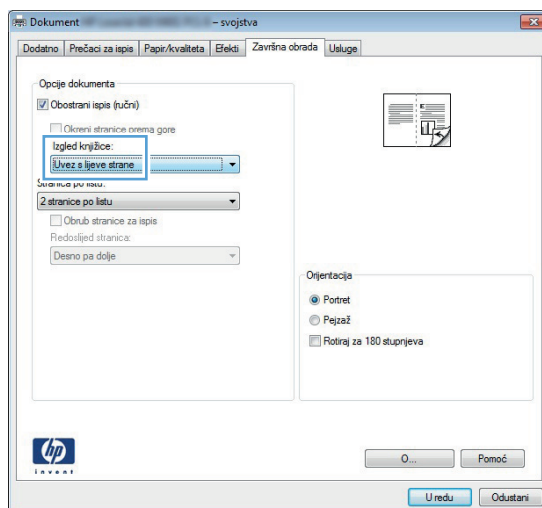 Dokument – svojstva
Dodatno Prečaci za ispis Papir/kvaliteta Efekti Završna obrada Usluge
Opcije dokumenta
Obostrani ispis (ručni)
Okreni stranice prema gore
Izgled knjižice:
Uvez s lijeve strane
Stranica po listu:
2 stranice po listu
Obrub stranice za ispis
Redoslijed stranica:
Desno pa dolje
Orijentacija
Portret
Pejzaž
Rotiraj za 180 stupnjeva
hp
invent
O... Pomoć
U redu Odustani